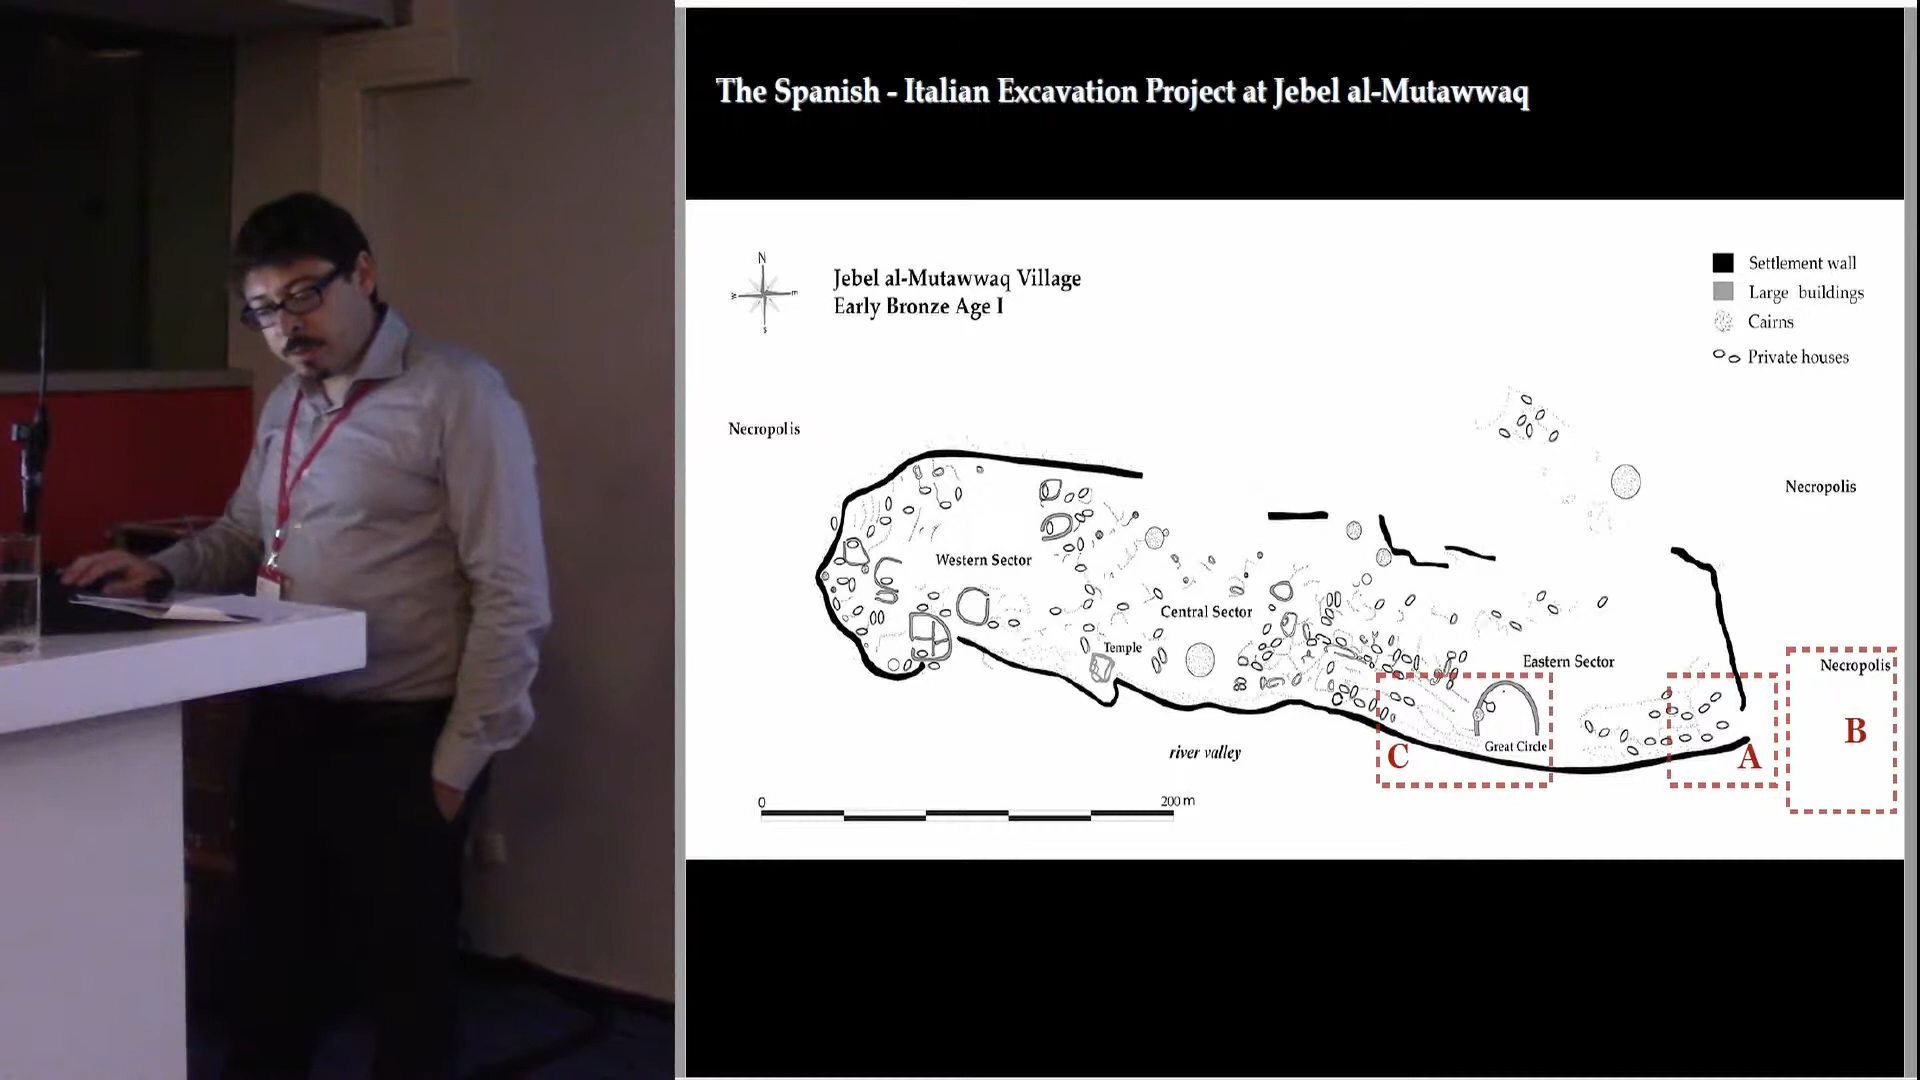 The Spanish - Italian Excavation Project at Jebel al-Mutawwaq
N
Jebel al-Mutawwaq Village
Early Bronze Age I
Settlement wall
Large buildings
Cairns
Private houses
Necropolis
Necropolis
Western Sector
Central Sector
Temple
Eastern Sector
Necropolis
B
Great Circle
C
A
river valley
0
200 m